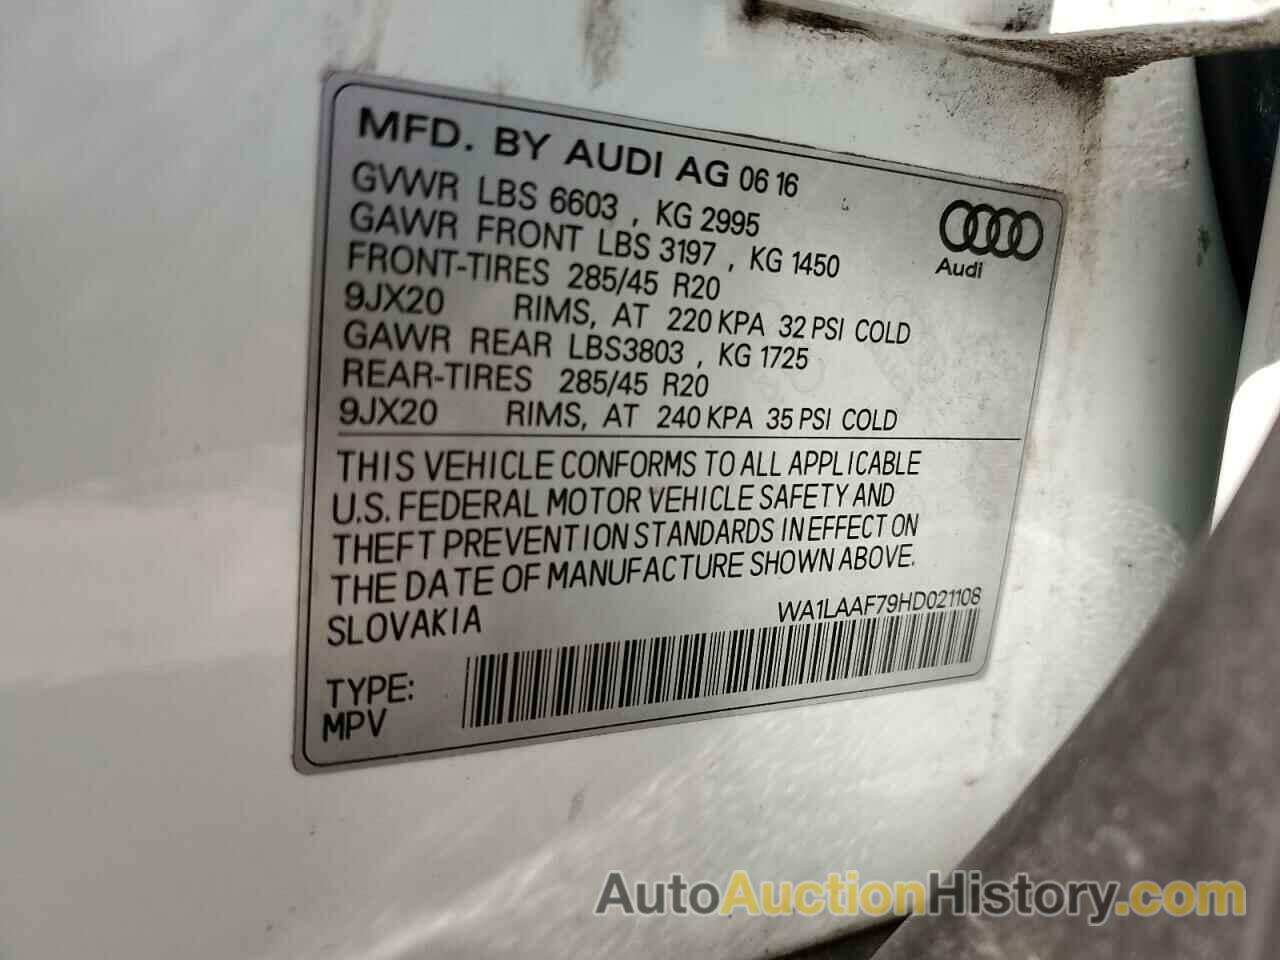 MFD. BY AUDI AG 06 16
GVWR LBS 6603 , KG 2995
GAWR FRONT LBS 3197 , KG 1450
FRONT-TIRES 285/45 R20
9JX20 RIMS, AT 220 KPA 32 PSI COLD
GAWR REAR LBS3803 , KG 1725
REAR-TIRES 285/45 R20
9JX20 RIMS, AT 240 KPA 35 PSI COLD
Audi
THIS VEHICLE CONFORMS TO ALL APPLICABLE
U.S. FEDERAL MOTOR VEHICLE SAFETY AND
THEFT PREVENTION STANDARDS IN EFFECT ON
THE DATE OF MANUFACTURE SHOWN ABOVE.
SLOVAKIA WA1LAAF79HD021108
TYPE:
MPV
AutoAuctionHistory.com